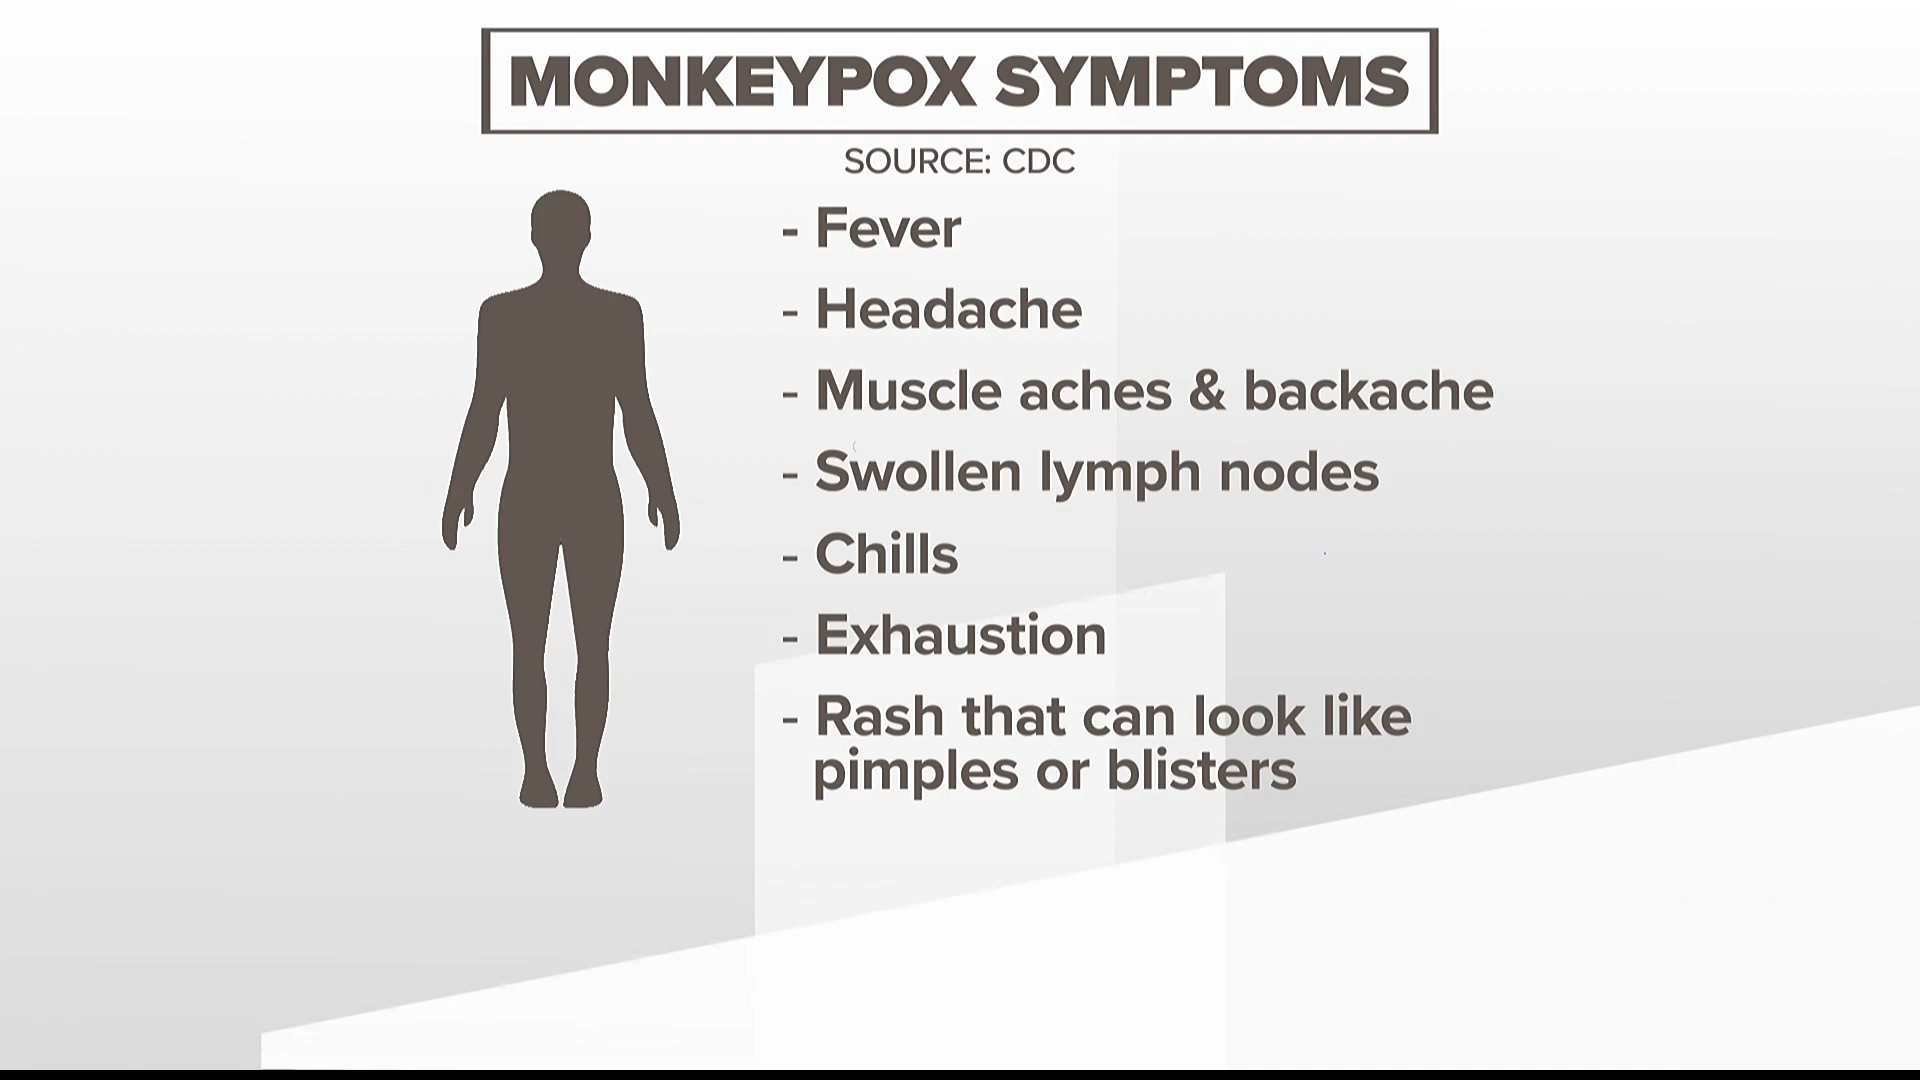 MONKEYPOX SYMPTOMS
SOURCE: CDC
- Fever
- Headache
- Muscle aches & backache
- Swollen lymph nodes
- Chills
- Exhaustion
- Rash that can look like
pimples or blisters